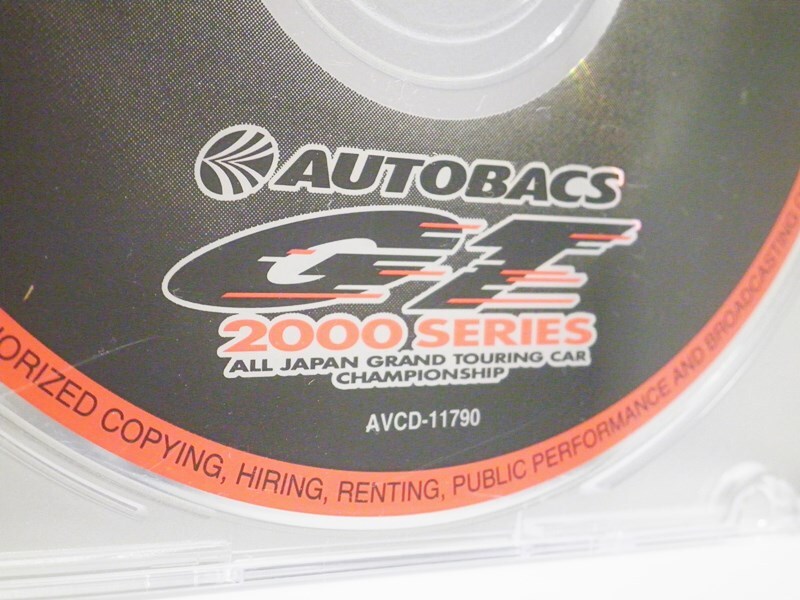 AUTOBACS
GT
2000 SERIES
ALL JAPAN GRAND TOURING CAR
CHAMPIONSHIP
AVCD-11790
COPYING, HIRING, RENTING, PUBLIC PERFORMANCE AND BROADCASTING